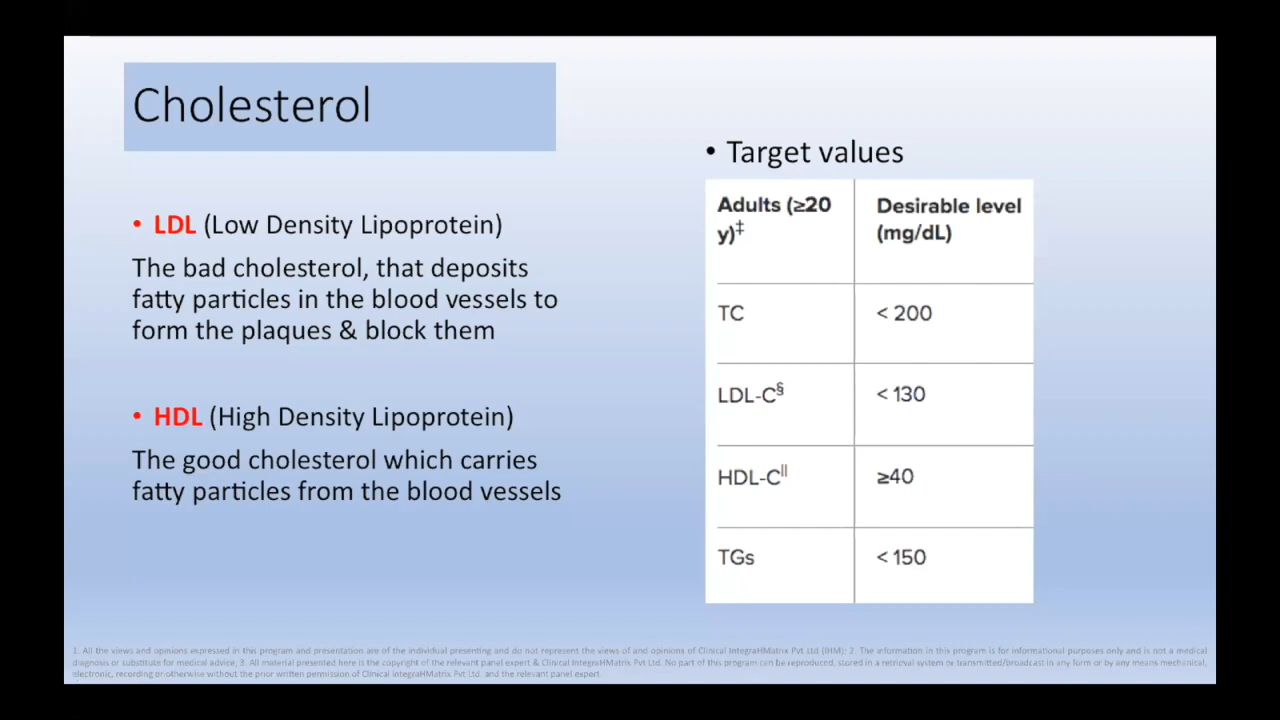 Cholesterol
• LDL (Low Density Lipoprotein)
The bad cholesterol, that deposits
fatty particles in the blood vessels to
form the plaques & block them
• HDL (High Density Lipoprotein)
The good cholesterol which carries
fatty particles from the blood vessels
• Target values
Adults (≥20
y)‡
Desirable level
(mg/dL)
TC
< 200
LDL-C§
< 130
HDL-C||
≥40
TGs
< 150
1. All the views and opinions expressed in this program and presentation are of the individual presenting and do not represent the views of and opinions of Clinical IntegraHMatrix Pvt Ltd (IHM); 2. The information in this program is for informational purposes only and is not a medical
diagnosis or substitute for medical advice; 3. All material presented here is the copyright of the relevant panel expert & Clinical IntegraHMatrix Pvt Ltd. No part of this program can be reproduced, stored in a retrieval system or transmitted/broadcast in any form or by any means mechanical,
electronic, recording or otherwise without the prior written permission of Clinical IntegraHMatrix Pvt Ltd. and the relevant panel expert.